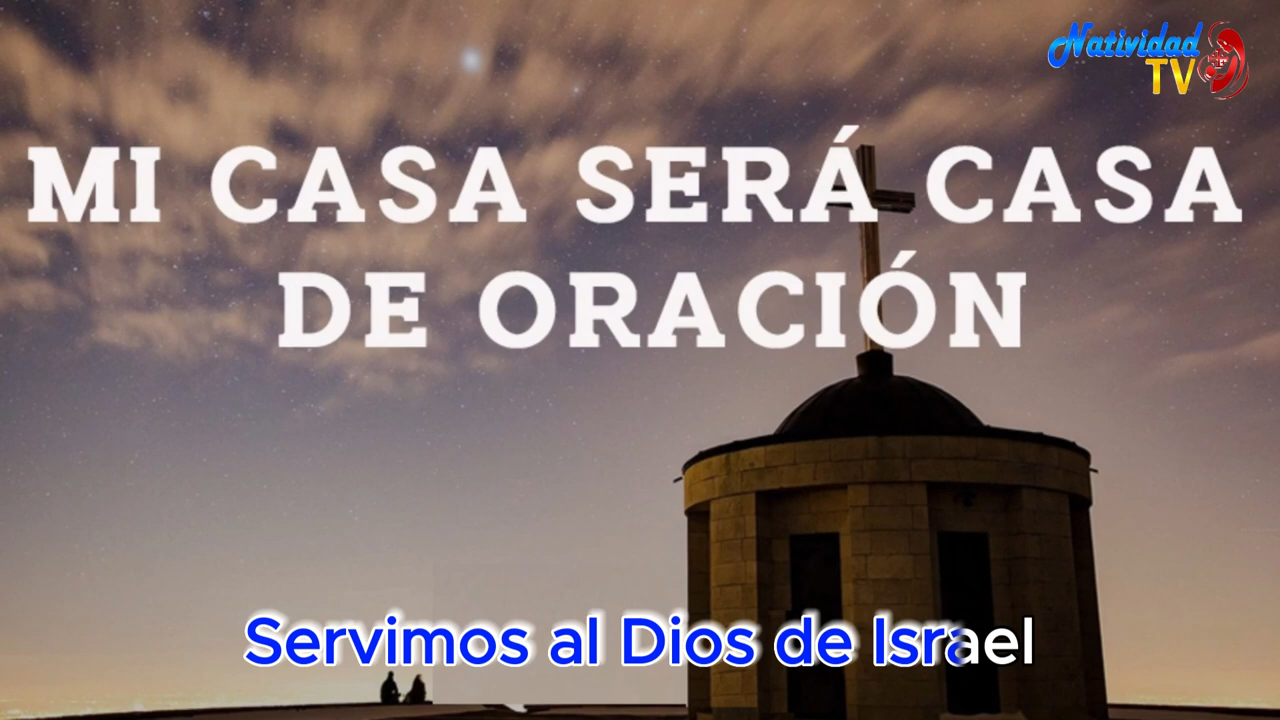 Natividad
TV
MI CASA SERÁ CASA
DE ORACIÓN
Servimos al Dios de Israel